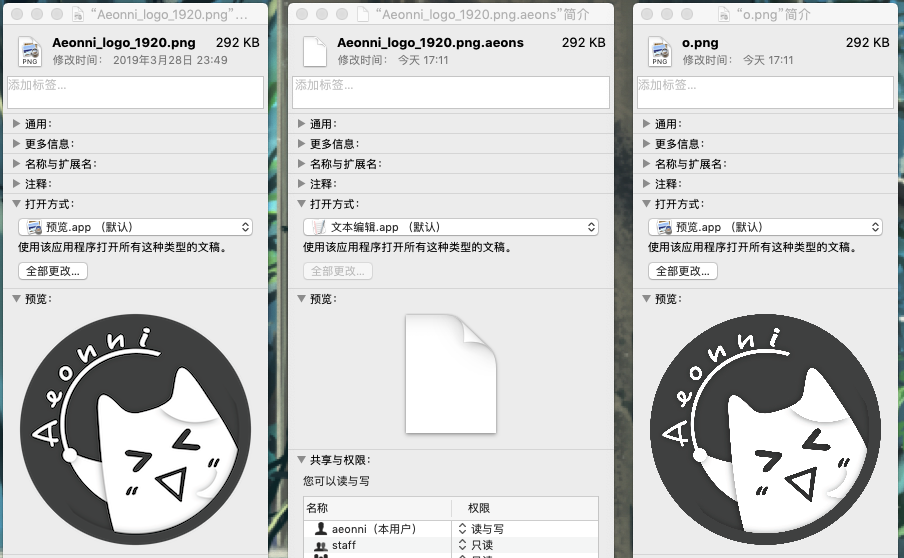 “Aeonni_logo_1920.png”...
Aeonni_logo_1920.png 292 KB
修改时间： 2019年3月28日 23:49
添加标签...
通用:
更多信息:
名称与扩展名:
注释:
打开方式:
预览.app （默认）
使用该应用程序打开所有这种类型的文稿。
全部更改...
预览:
Aeonni
“Aeonni_logo_1920.png.aeons”简介
Aeonni_logo_1920.png.aeons 292 KB
修改时间： 今天 17:11
添加标签...
通用:
更多信息:
名称与扩展名:
注释:
打开方式:
文本编辑.app （默认）
使用该应用程序打开所有这种类型的文稿。
全部更改...
预览:
共享与权限:
您可以读与写
名称 权限
aeonni（本用户） 读与写
staff 只读
“o.png”简介
o.png 292 KB
修改时间： 今天 17:11
添加标签...
通用:
更多信息:
名称与扩展名:
注释:
打开方式:
预览.app （默认）
使用该应用程序打开所有这种类型的文稿。
全部更改...
预览:
Aeonni